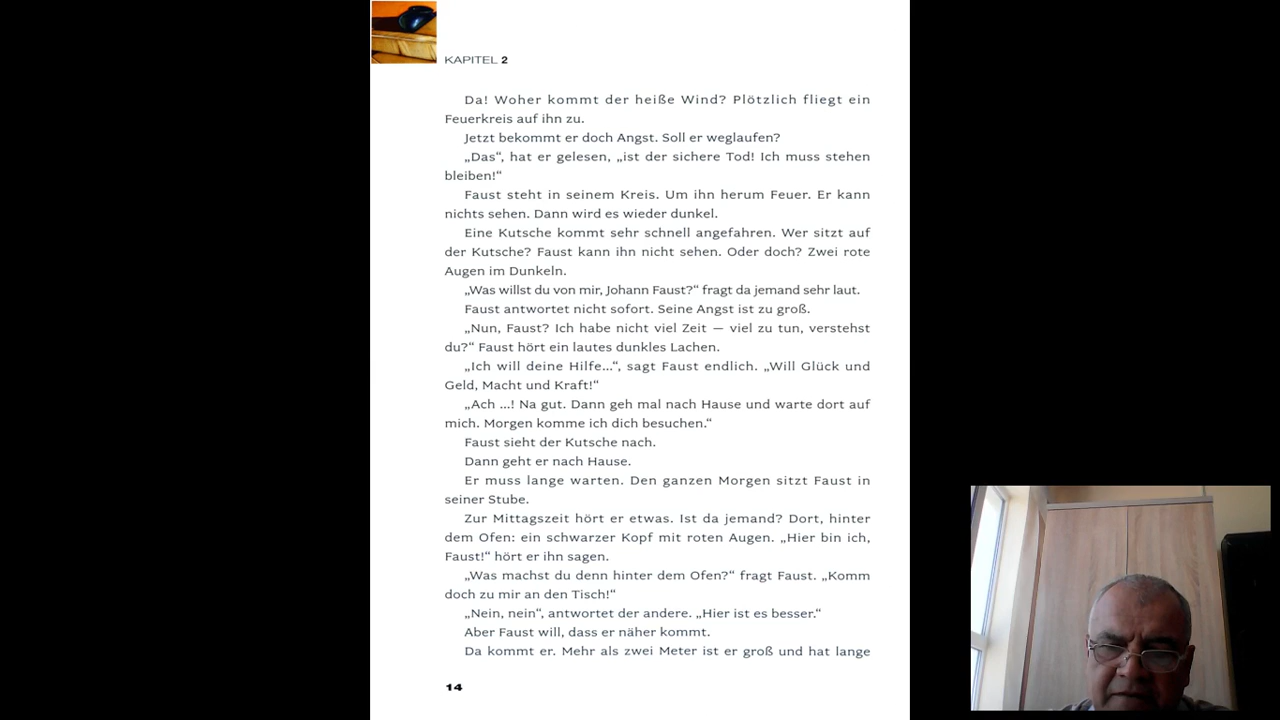 KAPITEL 2
Da! Woher kommt der heiße Wind? Plötzlich fliegt ein
Feuerkreis auf ihn zu.
Jetzt bekommt er doch Angst. Soll er weglaufen?
„Das“, hat er gelesen, „ist der sichere Tod! Ich muss stehen
bleiben!“
Faust steht in seinem Kreis. Um ihn herum Feuer. Er kann
nichts sehen. Dann wird es wieder dunkel.
Eine Kutsche kommt sehr schnell angefahren. Wer sitzt auf
der Kutsche? Faust kann ihn nicht sehen. Oder doch? Zwei rote
Augen im Dunkeln.
„Was willst du von mir, Johann Faust?“ fragt da jemand sehr laut.
Faust antwortet nicht sofort. Seine Angst ist zu groß.
„Nun, Faust? Ich habe nicht viel Zeit — viel zu tun, verstehst
du?“ Faust hört ein lautes dunkles Lachen.
„Ich will deine Hilfe...“, sagt Faust endlich. „Will Glück und
Geld, Macht und Kraft!“
„Ach ...! Na gut. Dann geh mal nach Hause und warte dort auf
mich. Morgen komme ich dich besuchen.“
Faust sieht der Kutsche nach.
Dann geht er nach Hause.
Er muss lange warten. Den ganzen Morgen sitzt Faust in
seiner Stube.
Zur Mittagszeit hört er etwas. Ist da jemand? Dort, hinter
dem Ofen: ein schwarzer Kopf mit roten Augen. „Hier bin ich,
Faust!“ hört er ihn sagen.
„Was machst du denn hinter dem Ofen?“ fragt Faust. „Komm
doch zu mir an den Tisch!“
„Nein, nein“, antwortet der andere. „Hier ist es besser.“
Aber Faust will, dass er näher kommt.
Da kommt er. Mehr als zwei Meter ist er groß und hat lange
14